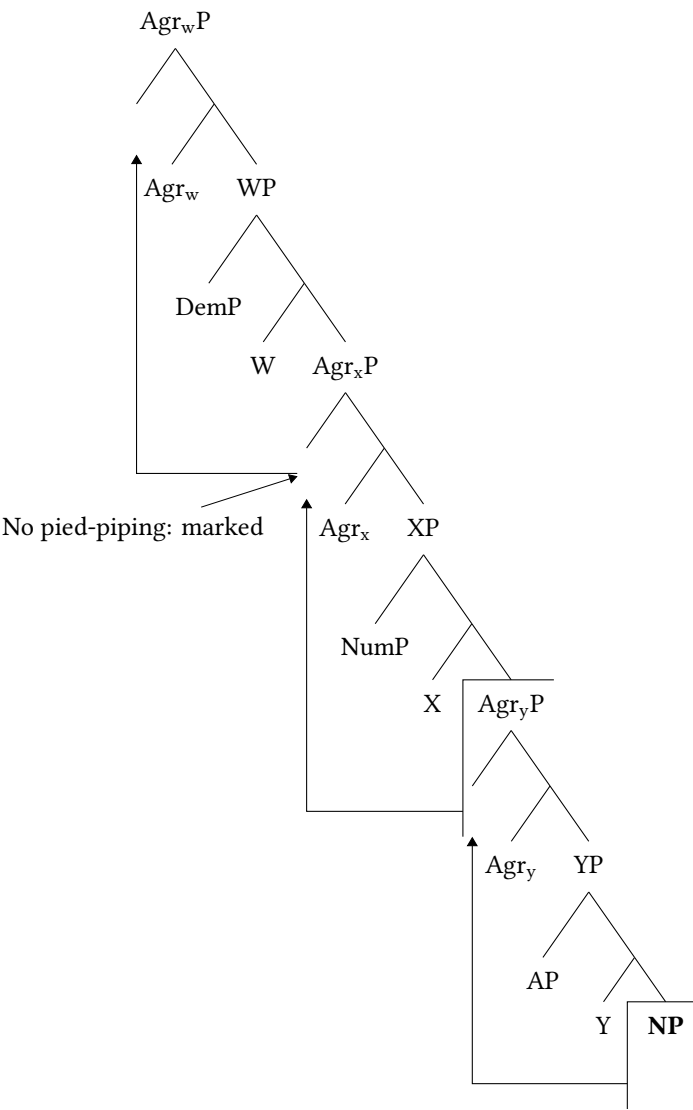 AgrwP
Agrw WP
DemP
W AgrxP
No pied-piping: marked Agrx XP
NumP
X AgryP
Agry YP
AP
Y NP